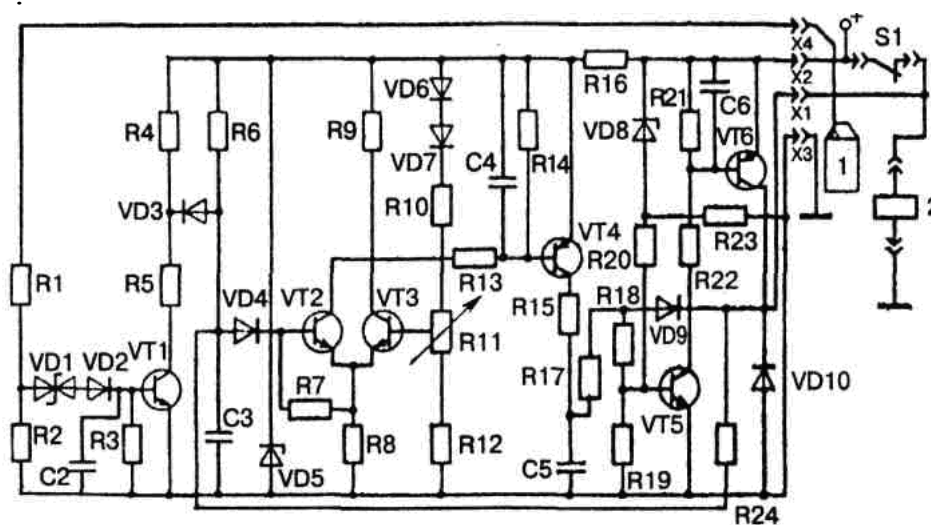 +
S1
X4
X2
X1
X3
R16
R4
R6
R9
VD6
VD7
C4
R14
R21
VD8
C6
VT6
1
2
VD3
R10
R1
R5
VT4
R23
R13
R20
R22
VD4
VT2
VT3
R15
R18
VD1
VD2
VT1
R11
VD9
R17
VD10
R7
VT5
R2
R3
C3
R8
R12
C2
VD5
C5
R19
R24